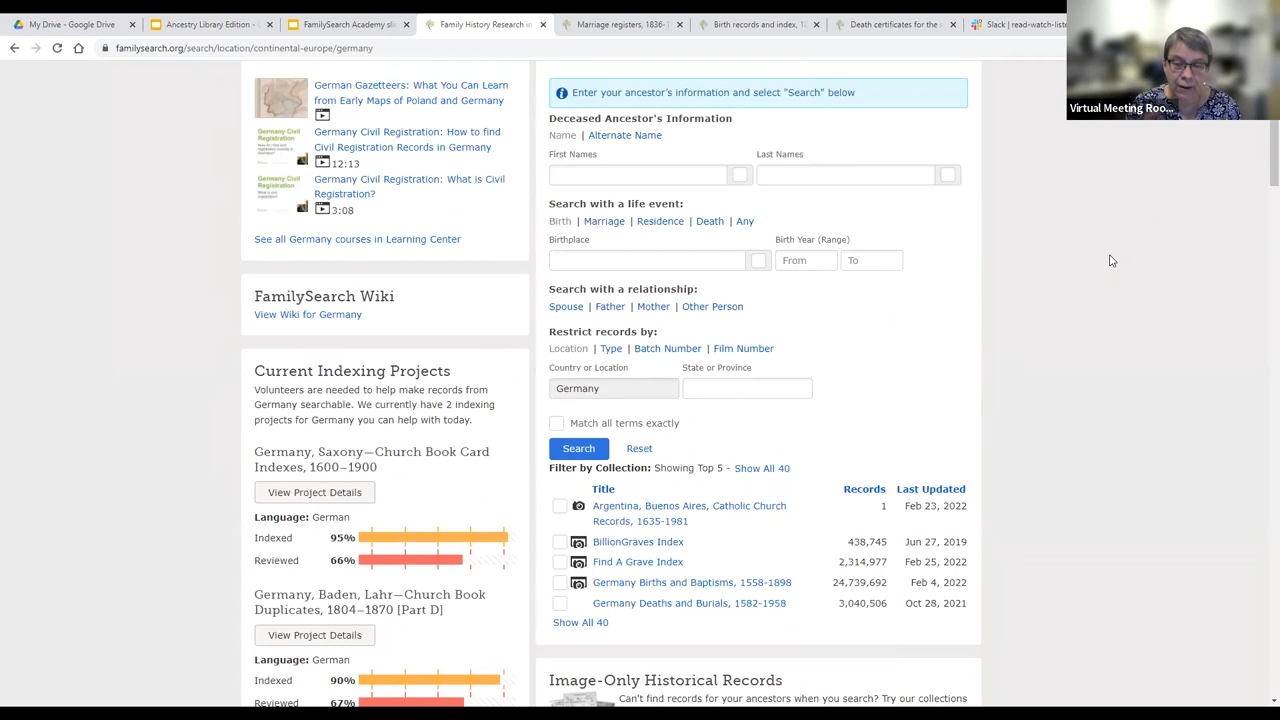 My Drive - Google Drive
Ancestry Library Edition -
FamilySearch Academy sli
Family History Research in
Marriage registers, 1836-1
Birth records and index, 18
Death certificates for the s
Slack | read-watch-liste
familysearch.org/search/location/continental-europe/germany
Virtual Meeting Roo...
German Gazetteers: What You Can Learn
from Early Maps of Poland and Germany
Germany Civil
Registration
Germany Civil Registration: How to find
Civil Registration Records in Germany
12:13
Germany Civil
Registration
Germany Civil Registration: What is Civil
Registration?
3:08
See all Germany courses in Learning Center
FamilySearch Wiki
View Wiki for Germany
Current Indexing Projects
Volunteers are needed to help make records from
Germany searchable. We currently have 2 indexing
projects for Germany you can help with today.
Germany, Saxony—Church Book Card
Indexes, 1600–1900
View Project Details
Language: German
Indexed 95%
Reviewed 66%
Germany, Baden, Lahr—Church Book
Duplicates, 1804–1870 [Part D]
View Project Details
Language: German
Indexed 90%
Reviewed 67%
Enter your ancestor's information and select "Search" below
Deceased Ancestor's Information
Name | Alternate Name
First Names Last Names
Search with a life event:
Birth | Marriage | Residence | Death | Any
Birthplace Birth Year (Range)
From To
Search with a relationship:
Spouse | Father | Mother | Other Person
Restrict records by:
Location | Type | Batch Number | Film Number
Country or Location State or Province
Germany
Match all terms exactly
Search Reset
Filter by Collection: Showing Top 5 - Show All 40
Title Records Last Updated
Argentina, Buenos Aires, Catholic Church 1 Feb 23, 2022
Records, 1635-1981
BillionGraves Index 438,745 Jun 27, 2019
Find A Grave Index 2,314,977 Feb 25, 2022
Germany Births and Baptisms, 1558-1898 24,739,692 Feb 4, 2022
Germany Deaths and Burials, 1582-1958 3,040,506 Oct 28, 2021
Show All 40
Image-Only Historical Records
Can't find records for your ancestors when you search? Try our collections